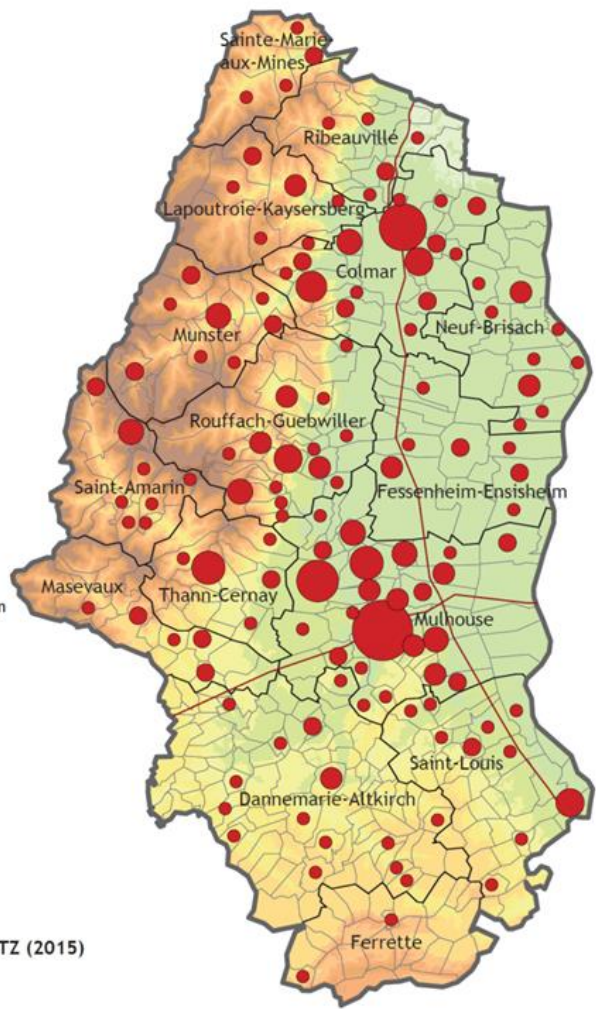 Sainte-Marie-
aux-Mines
Ribeauvillé
Lapoutroie-Kaysersberg
Colmar
Munster
Neuf-Brisach
Rouffach-Guebwiller
Saint-Amarin
Fessenheim-Ensisheim
Masevaux
Thann-Cernay
Mulhouse
Saint-Louis
Dannemarie-Altkirch
TZ (2015)
Ferrette